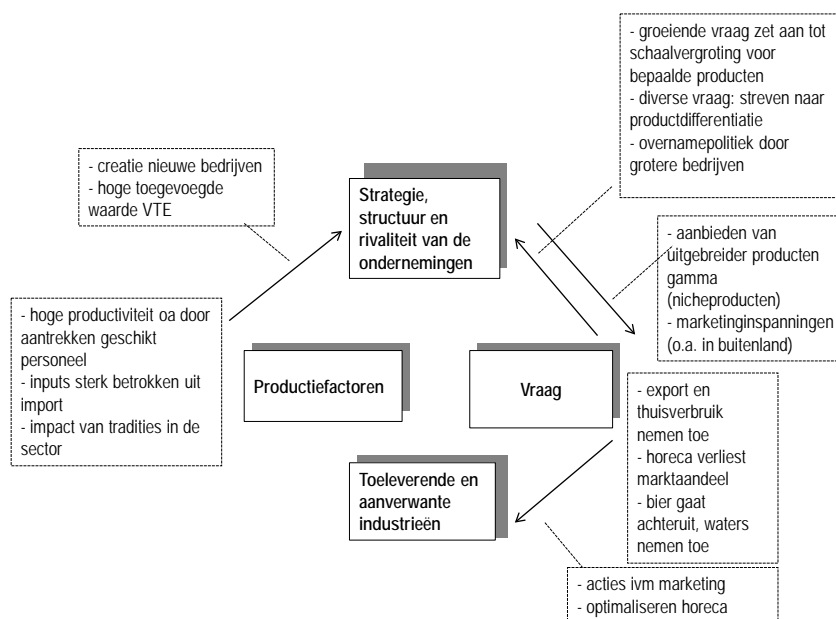 - groeiende vraag zet aan tot
schaalvergroting voor
bepaalde producten
- diverse vraag: streven naar
productdifferentiatie
- overnamepolitiek door
grotere bedrijven
- creatie nieuwe bedrijven
- hoge toegevoegde
waarde VTE
Strategie,
structuur en
rivaliteit van de
ondernemingen
- aanbieden van
uitgebreider producten
gamma
(nicheproducten)
- marketinginspanningen
(o.a. in buitenland)
- hoge productiviteit oa door
aantrekken geschikt
personeel
- inputs sterk betrokken uit
import
- impact van tradities in de
sector
Productiefactoren
Vraag
- export en
thuisverbruik
nemen toe
- horeca verliest
marktaandeel
- bier gaat
achteruit, waters
nemen toe
Toeleverende en
aanverwante
industrieën
- acties ivm marketing
- optimaliseren horeca